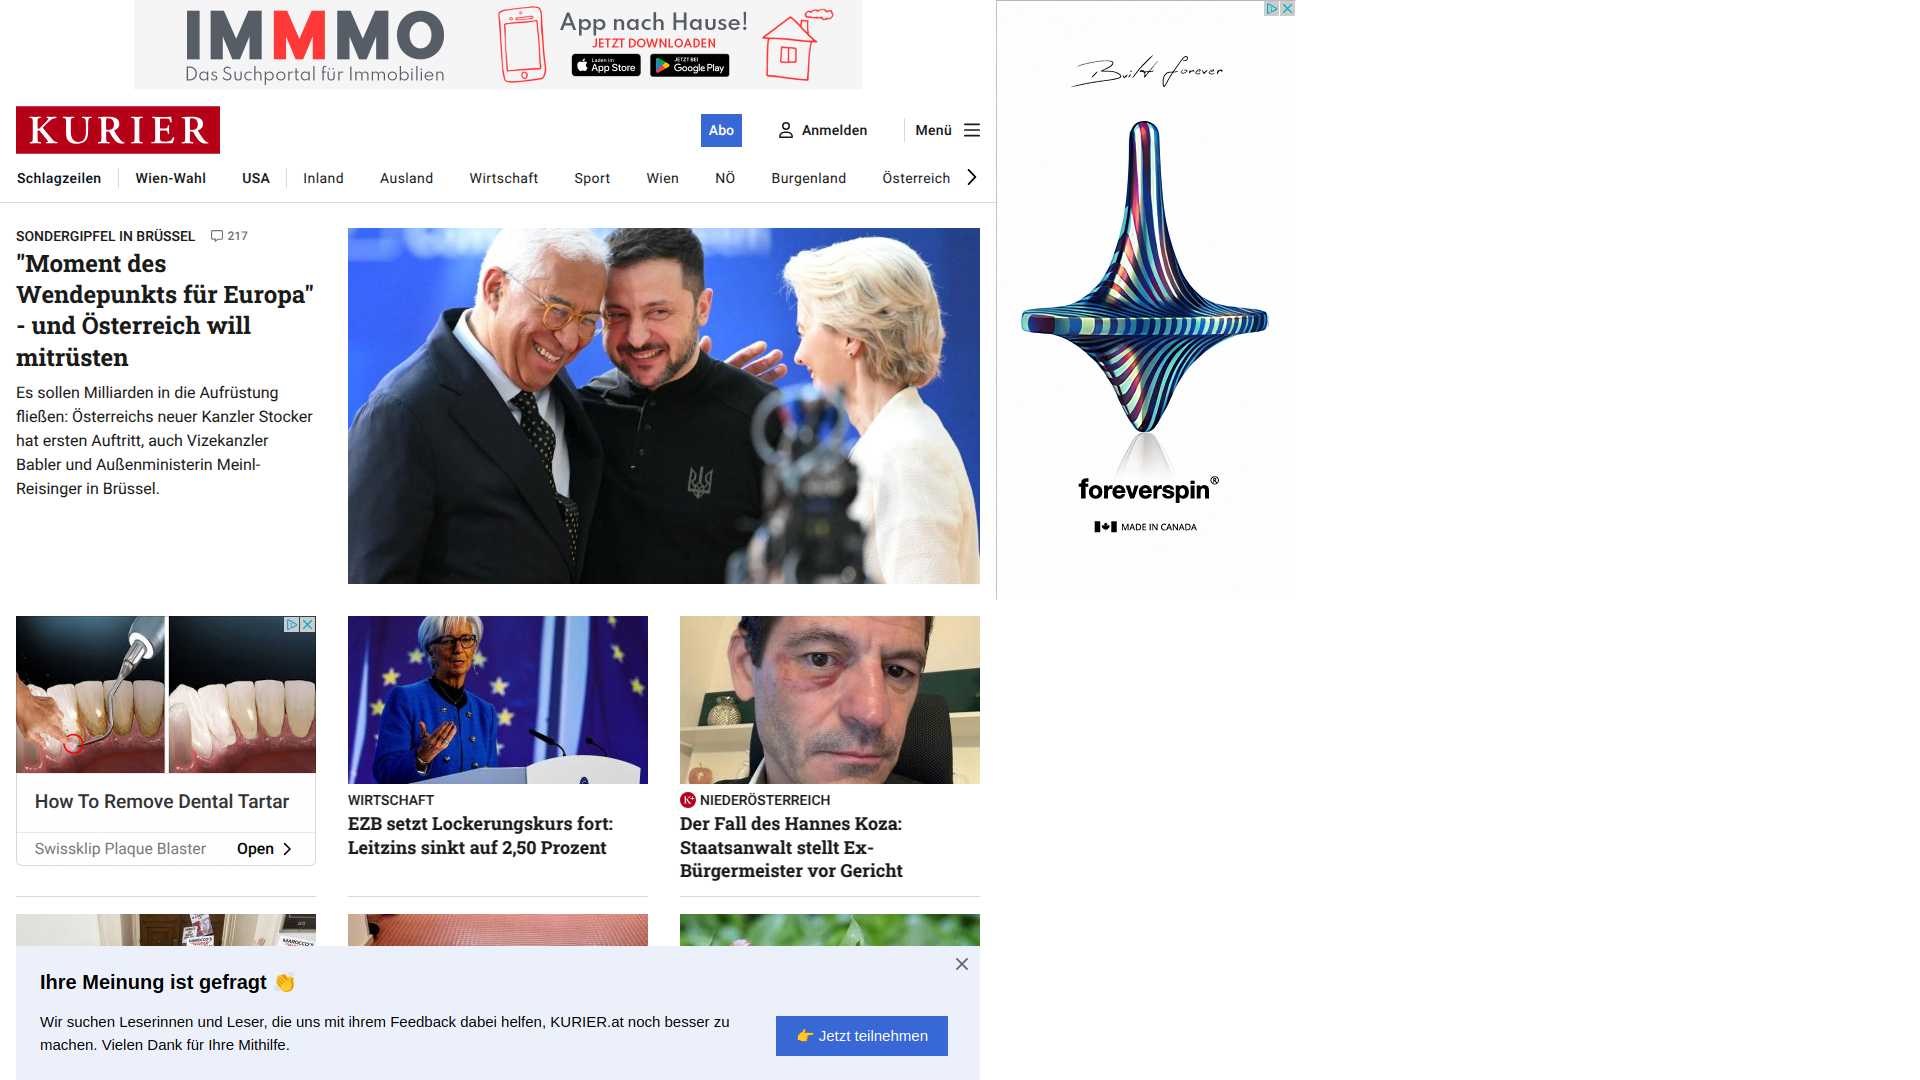 IMMMO
Das Suchportal für Immobilien
App nach Hause!
JETZT DOWNLOADEN
Laden im
App Store
JETZT BEI
Google Play
KURIER
Abo
Anmelden
Menü
Schlagzeilen
Wien-Wahl
USA
Inland
Ausland
Wirtschaft
Sport
Wien
NÖ
Burgenland
Österreich
SONDERGIPFEL IN BRÜSSEL 217
"Moment des
Wendepunkts für Europa"
- und Österreich will
mitrüsten
Es sollen Milliarden in die Aufrüstung
fließen: Österreichs neuer Kanzler Stocker
hat ersten Auftritt, auch Vizekanzler
Babler und Außenministerin Meinl-
Reisinger in Brüssel.
Built forever
foreverspin®
MADE IN CANADA
How To Remove Dental Tartar
Swissklip Plaque Blaster
Open
WIRTSCHAFT
EZB setzt Lockerungskurs fort:
Leitzins sinkt auf 2,50 Prozent
K+ NIEDERÖSTERREICH
Der Fall des Hannes Koza:
Staatsanwalt stellt Ex-
Bürgermeister vor Gericht
Ihre Meinung ist gefragt 👏
Wir suchen Leserinnen und Leser, die uns mit ihrem Feedback dabei helfen, KURIER.at noch besser zu
machen. Vielen Dank für Ihre Mithilfe.
👉 Jetzt teilnehmen